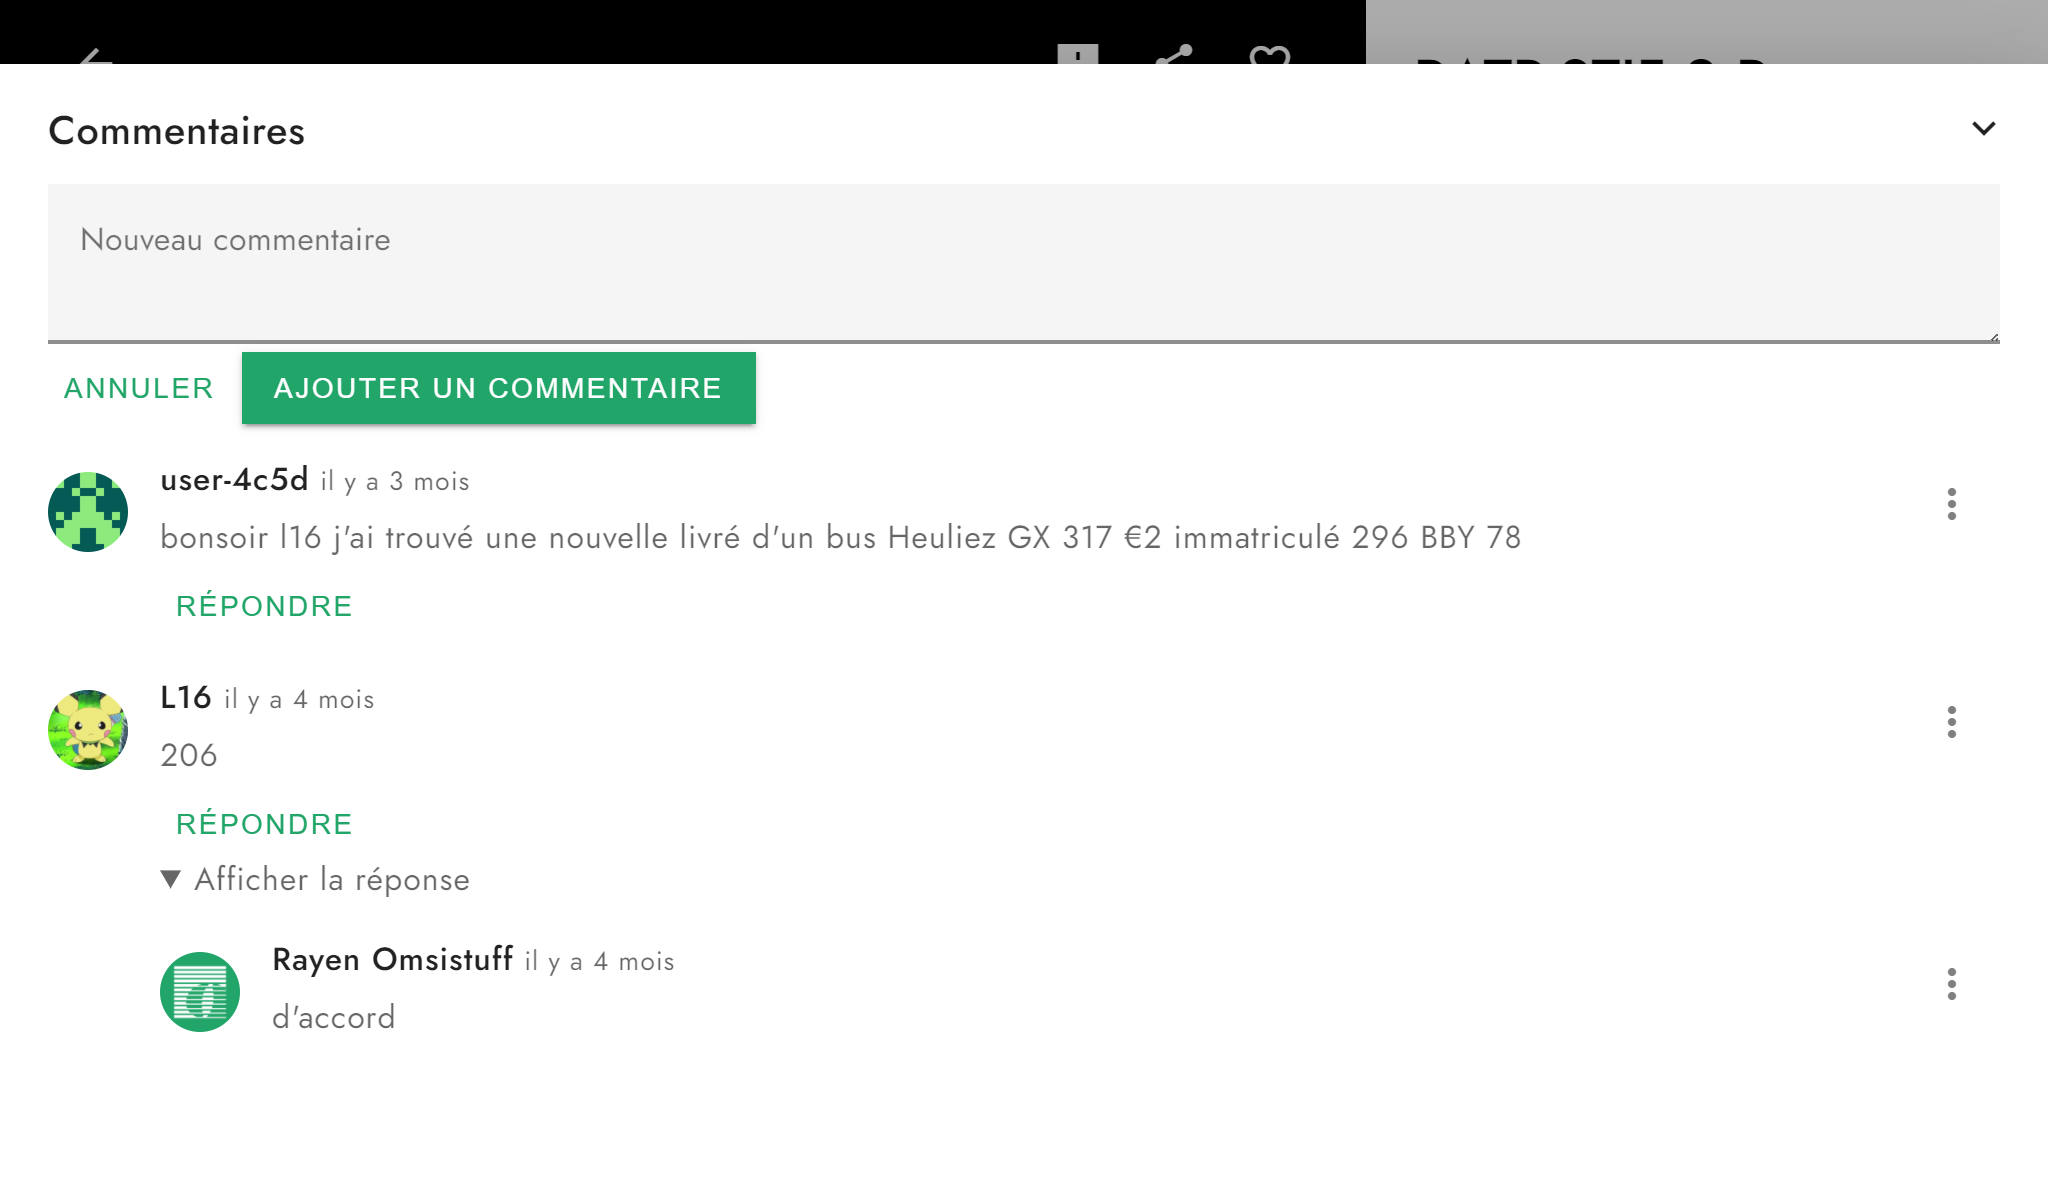 Commentaires
Nouveau commentaire
ANNULER AJOUTER UN COMMENTAIRE
user-4c5d il y a 3 mois
bonsoir l16 j'ai trouvé une nouvelle livré d'un bus Heuliez GX 317 €2 immatriculé 296 BBY 78
RÉPONDRE
L16 il y a 4 mois
206
RÉPONDRE
▼ Afficher la réponse
Rayen Omsistuff il y a 4 mois
d'accord